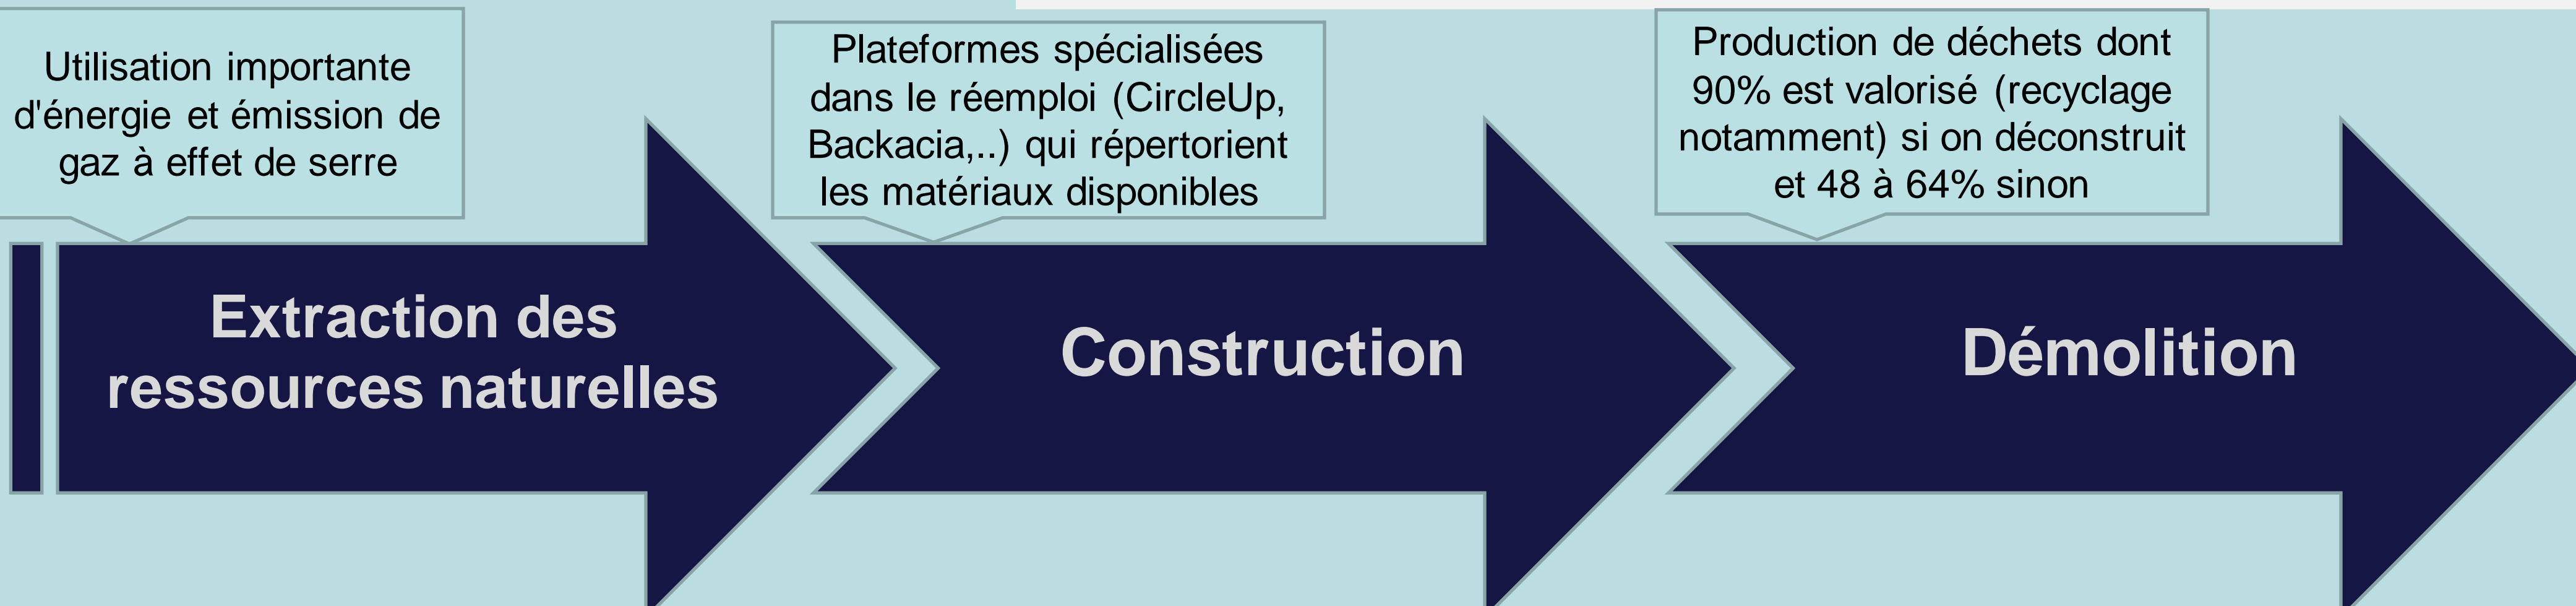 Utilisation importante
d'énergie et émission de
gaz à effet de serre
Plateformes spécialisées
dans le réemploi (CircleUp,
Backacia,..) qui répertorient
les matériaux disponibles
Production de déchets dont
90% est valorisé (recyclage
notamment) si on déconstruit
et 48 à 64% sinon
Extraction des
ressources naturelles
Construction
Démolition